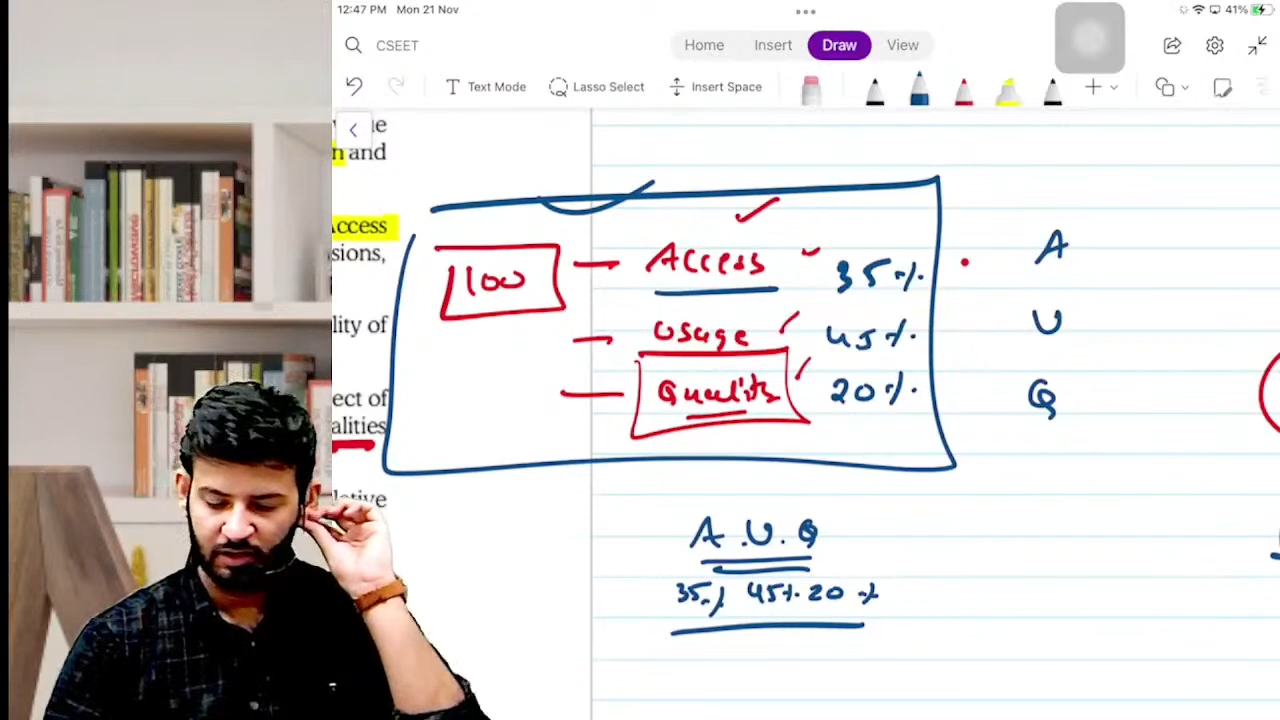 12:47 PM Mon 21 Nov
41%
CSEET
Home Insert Draw View
Text Mode Lasso Select Insert Space
and
Access
sions,
100 Access 35% A
lity of
Usage 45% U
Quality 20% Q
ect of
alities
lative
A.U.Q
35% 45% 20%